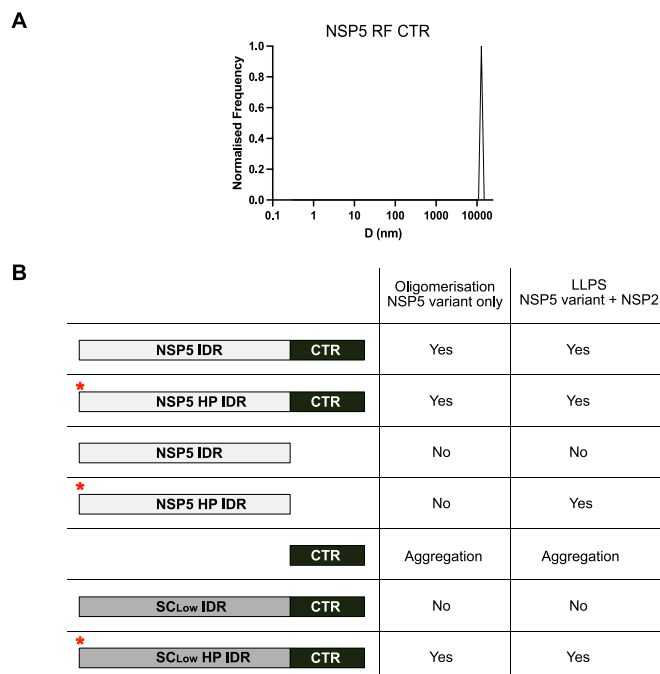 A
NSP5 RF CTR
Normalised Frequency
1.0
0.8
0.6
0.4
0.2
0.0
0.1 1 10 100 1000 10000
D (nm)
B
Oligomerisation
NSP5 variant only
LLPS
NSP5 variant + NSP2
NSP5 IDR CTR Yes Yes
* NSP5 HP IDR CTR Yes Yes
NSP5 IDR No No
* NSP5 HP IDR No Yes
CTR Aggregation Aggregation
SCLow IDR CTR No No
* SCLow HP IDR CTR Yes Yes